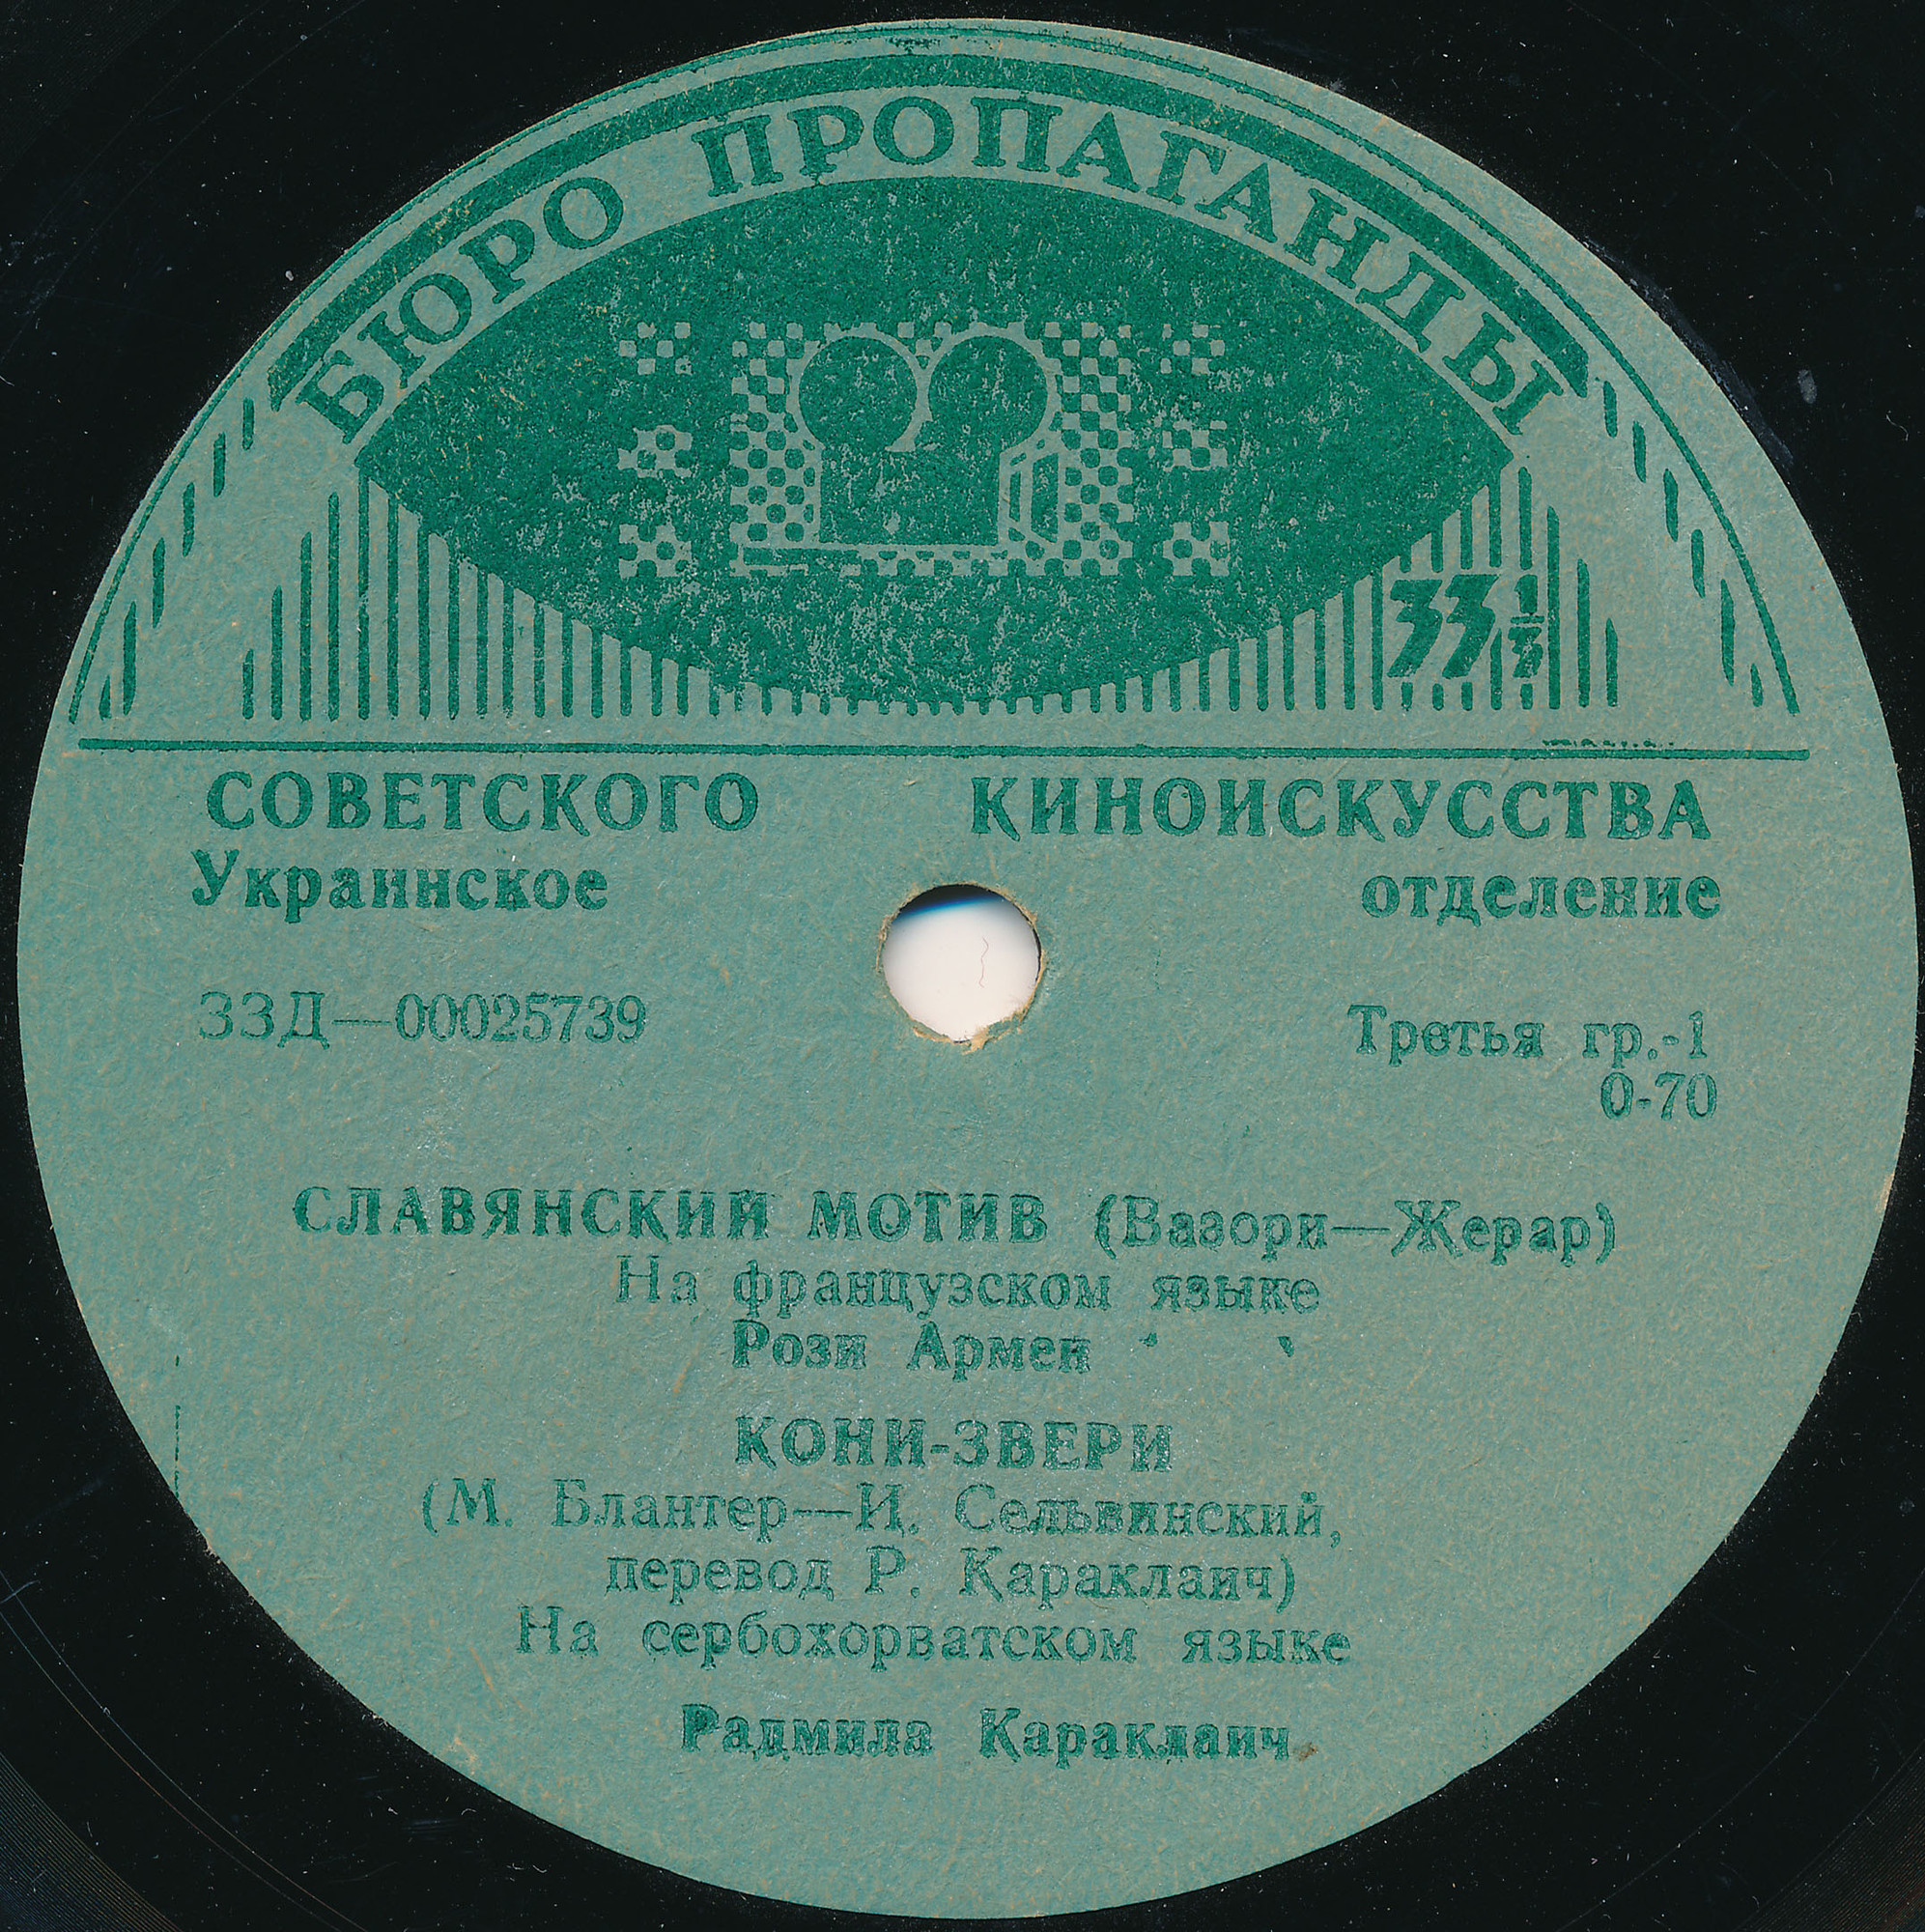 БЮРО ПРОПАГАНДЫ
33 1/3
СОВЕТСКОГО КИНОИСКУССТВА
Украинское отделение
33Д—00025739
Третья гр.-1
0-70
СЛАВЯНСКИЙ МОТИВ (Вазори—Жерар)
На французском языке
Рози Армен
КОНИ-ЗВЕРИ
(М. Блантер—И. Сельвинский,
перевод Р. Караклаич)
На сербохорватском языке
Радмила Караклаич